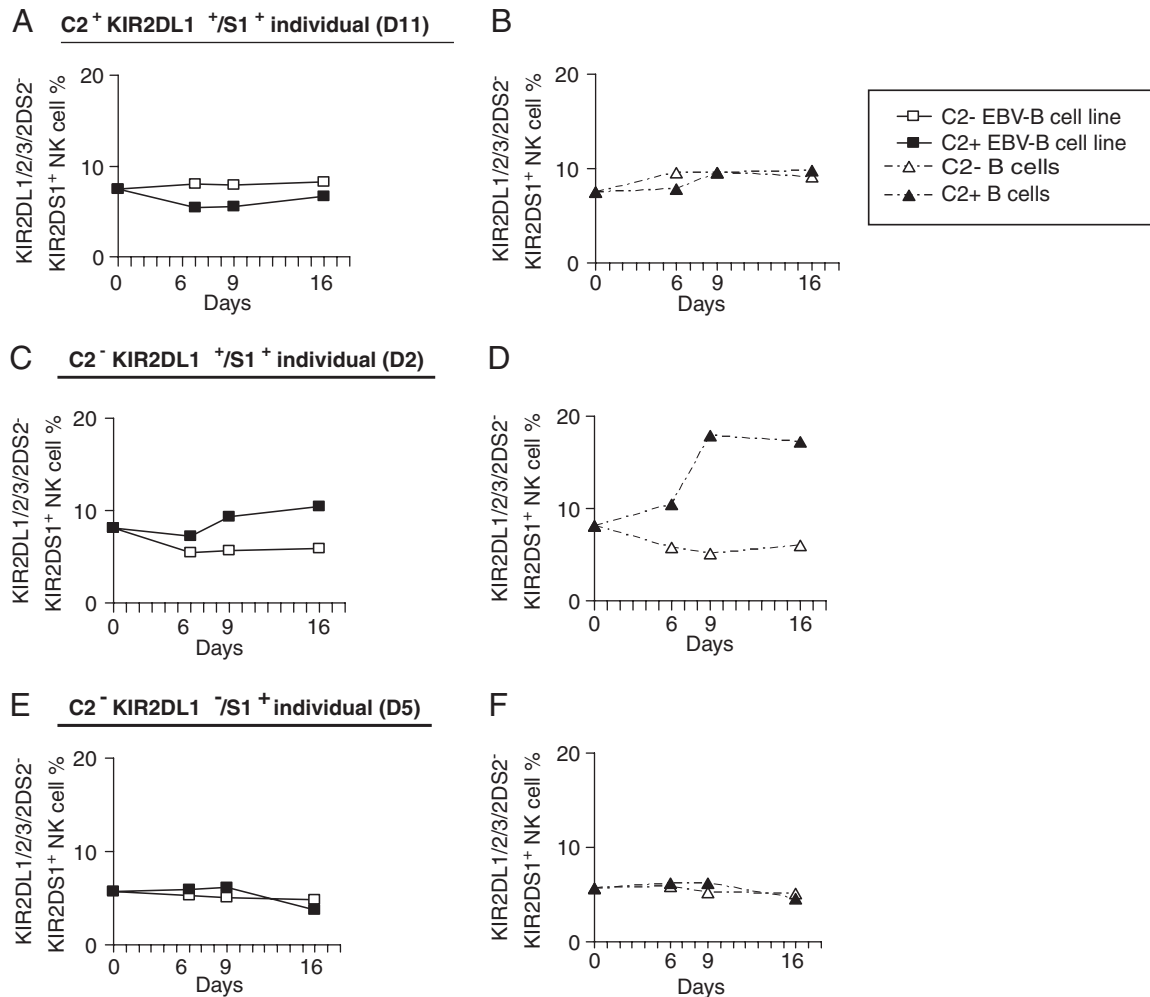 A C2+ KIR2DL1 +/S1+ individual (D11)
KIR2DL1/2/3/2DS2-
KIR2DS1+ NK cell %
20
10
0
0 6 9 16
Days
B
KIR2DL1/2/3/2DS2-
KIR2DS1+ NK cell %
20
10
0
0 6 9 16
Days
C2- EBV-B cell line
C2+ EBV-B cell line
C2- B cells
C2+ B cells
C C2- KIR2DL1 +/S1+ individual (D2)
KIR2DL1/2/3/2DS2-
KIR2DS1+ NK cell %
20
10
0
0 6 9 16
Days
D
KIR2DL1/2/3/2DS2-
KIR2DS1+ NK cell %
20
10
0
0 6 9 16
Days
E C2- KIR2DL1 -/S1+ individual (D5)
KIR2DL1/2/3/2DS2-
KIR2DS1+ NK cell %
20
10
0
0 6 9 16
Days
F
KIR2DL1/2/3/2DS2-
KIR2DS1+ NK cell %
20
10
0
0 6 9 16
Days